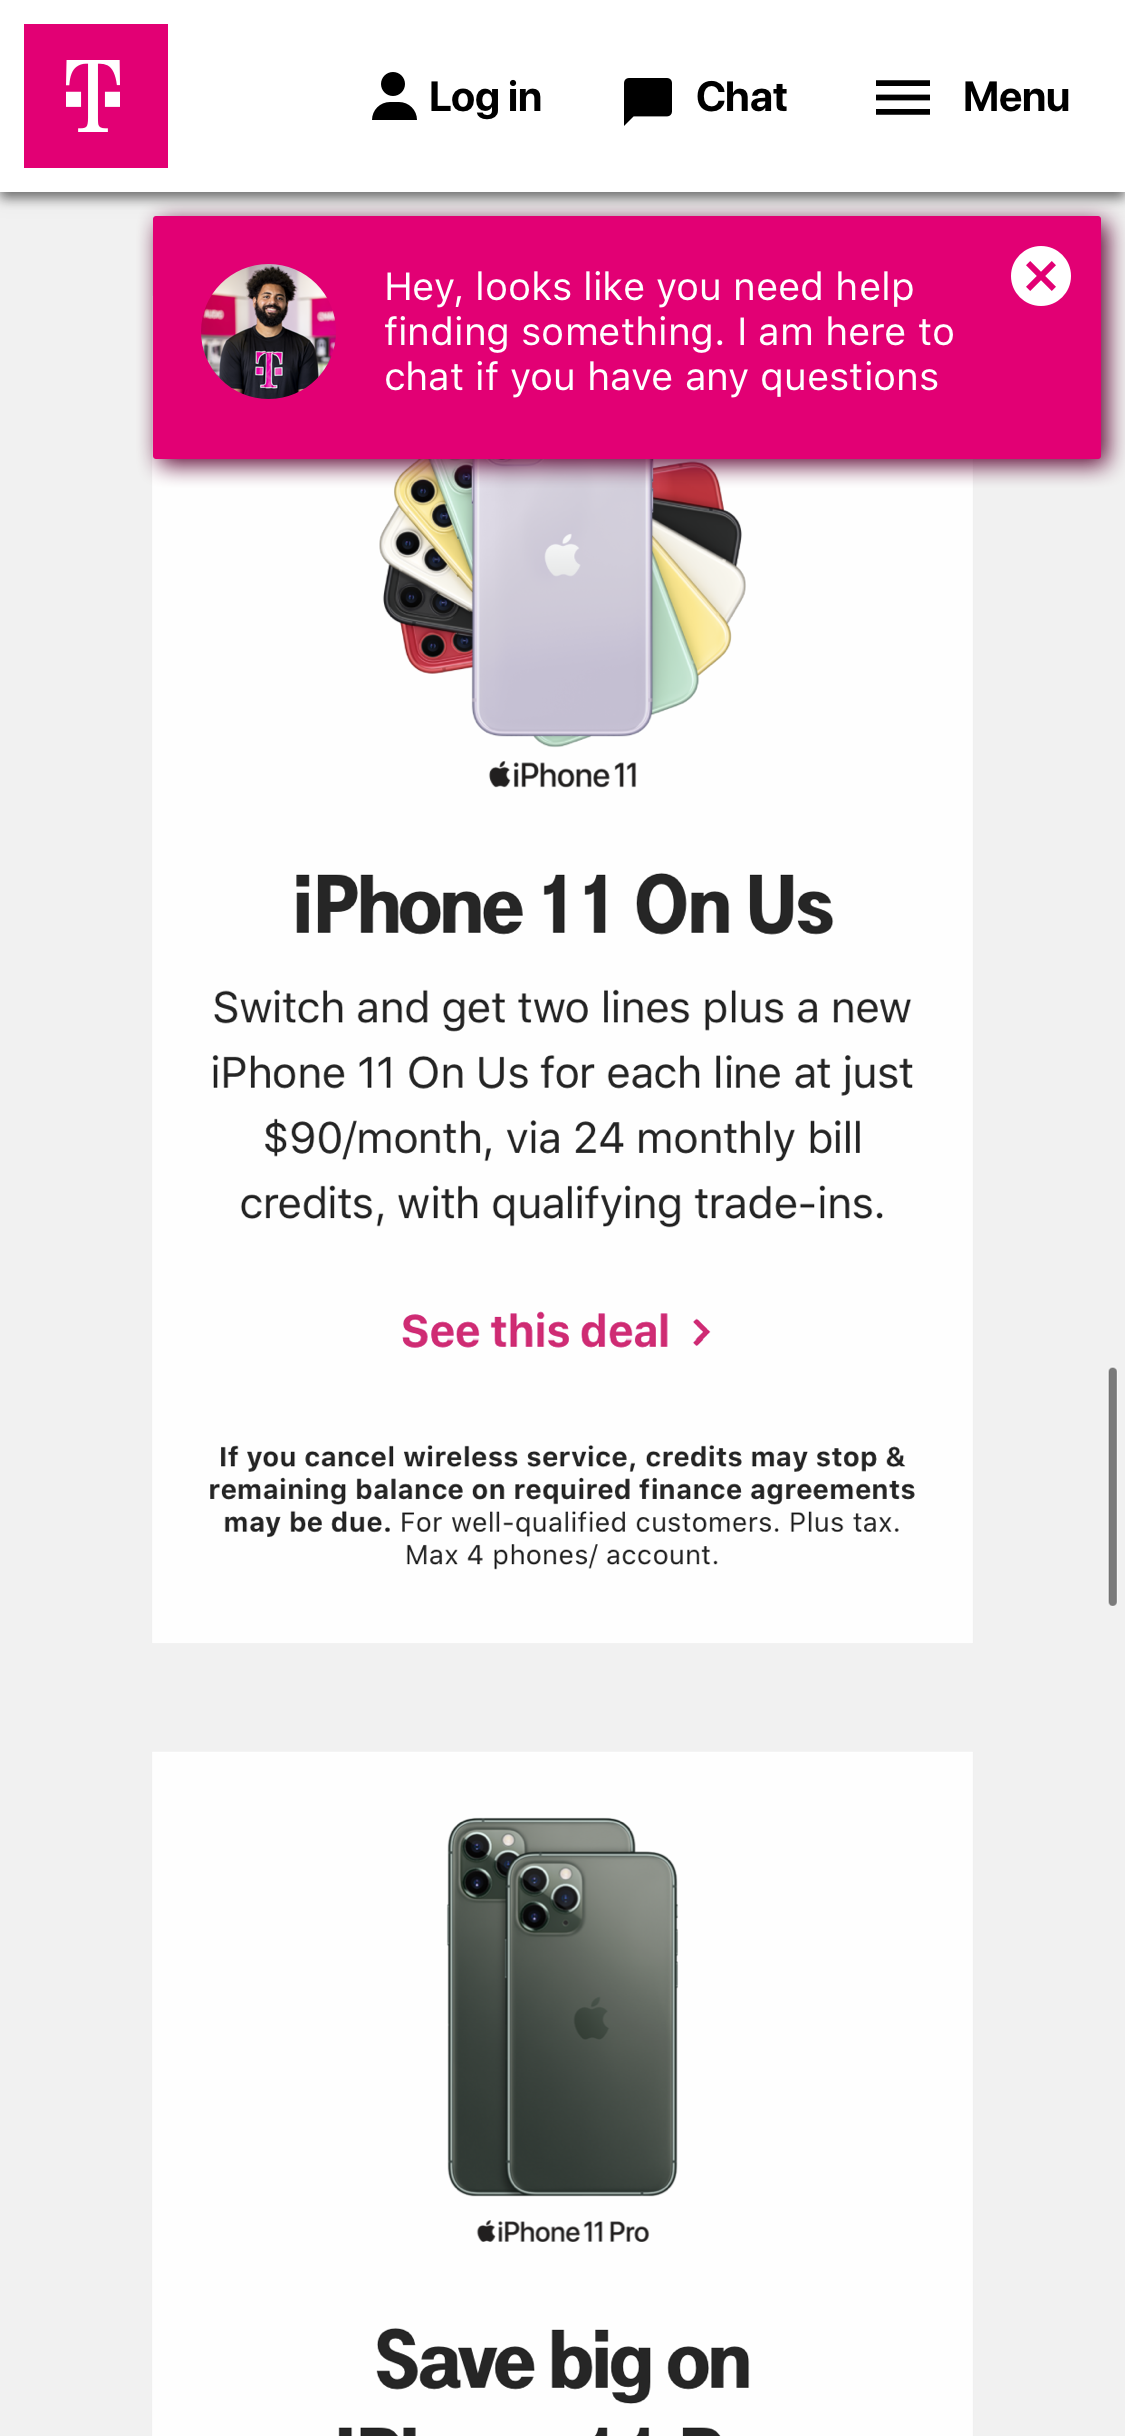 T
Log in
Chat
Menu
Hey, looks like you need help
finding something. I am here to
chat if you have any questions
iPhone 11
iPhone 11 On Us
Switch and get two lines plus a new
iPhone 11 On Us for each line at just
$90/month, via 24 monthly bill
credits, with qualifying trade-ins.
See this deal
If you cancel wireless service, credits may stop &
remaining balance on required finance agreements
may be due. For well-qualified customers. Plus tax.
Max 4 phones/ account.
iPhone 11 Pro
Save big on